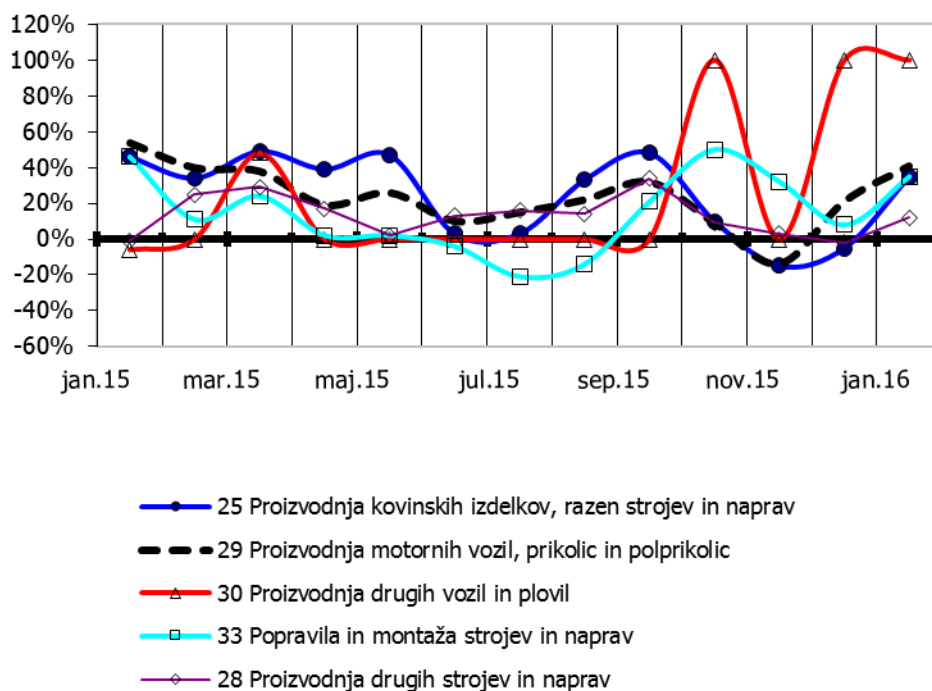 120%
100%
80%
60%
40%
20%
0%
-20%
-40%
-60%
jan.15 mar.15 maj.15 jul.15 sep.15 nov.15 jan.16
25 Proizvodnja kovinskih izdelkov, razen strojev in naprav
29 Proizvodnja motornih vozil, prikolic in polprikolic
30 Proizvodnja drugih vozil in plovil
33 Popravila in montaža strojev in naprav
28 Proizvodnja drugih strojev in naprav